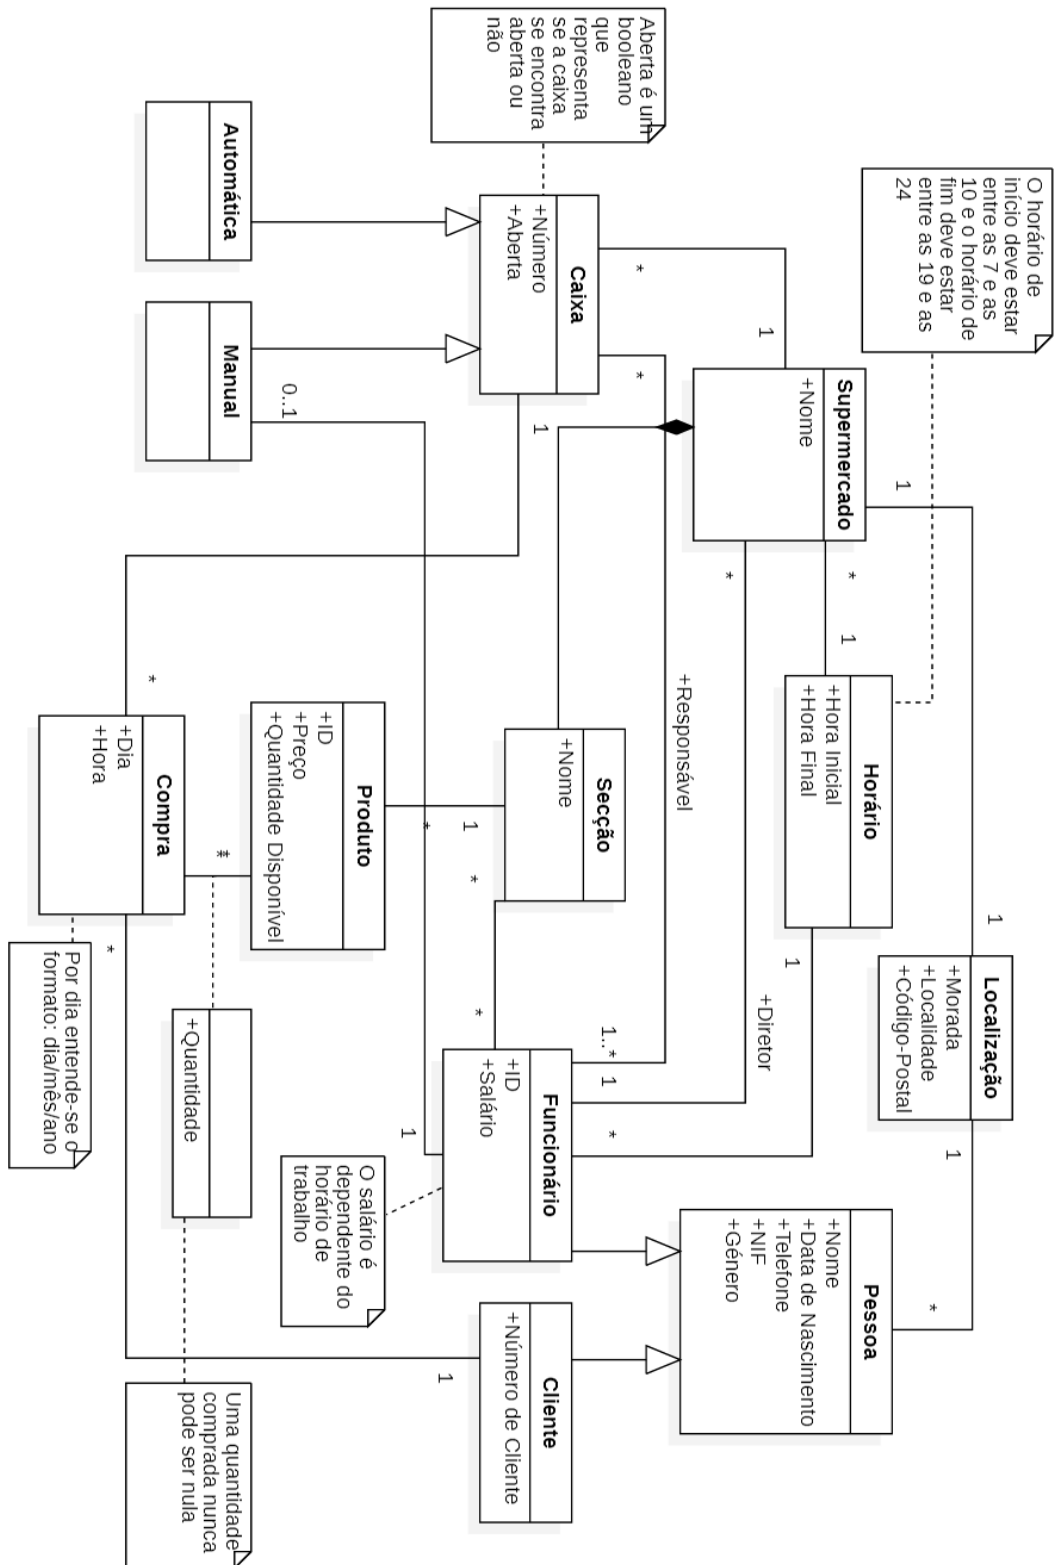 O horário de
início deve estar
entre as 7 e as
10 e o horário de
fim deve estar
entre as 19 e as
24
Aberta é um
booleano
que
representa
se a caixa
se encontra
aberta ou
não
Localização
+Morada
+Localidade
+Código-Postal
1
1
1
*
Supermercado
+Nome
*
1
Horário
+Hora Inicial
+Hora Final
1
*
+Diretor
1
*
Pessoa
+Nome
+Data de Nascimento
+Telefone
+NIF
+Género
1
*
Caixa
+Número
+Aberta
*
+Responsável
1..*
1
Secção
+Nome
1
*
*
*
Funcionário
+ID
+Salário
1
O salário é
dependente do
horário de
trabalho
Cliente
+Número de Cliente
1
Automática
Manual
0..1
Produto
+ID
+Preço
+Quantidade Disponível
*
*
+Quantidade
Uma quantidade
comprada nunca
pode ser nula
*
Compra
+Dia
+Hora
*
Por dia entende-se o
formato: dia/mês/ano